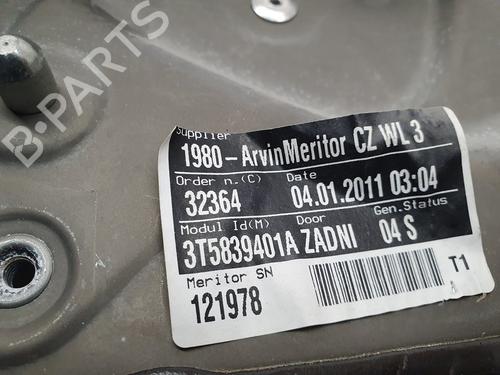 B-PARTS
Supplier
1980-ArvinMeritor CZ WL 3
Order n.(C) Date
32364 04.01.2011 03:04
Modul Id(M) Door Gen.Status
3T5839401A ZADNI 04 S
Meritor SN
121978
T1